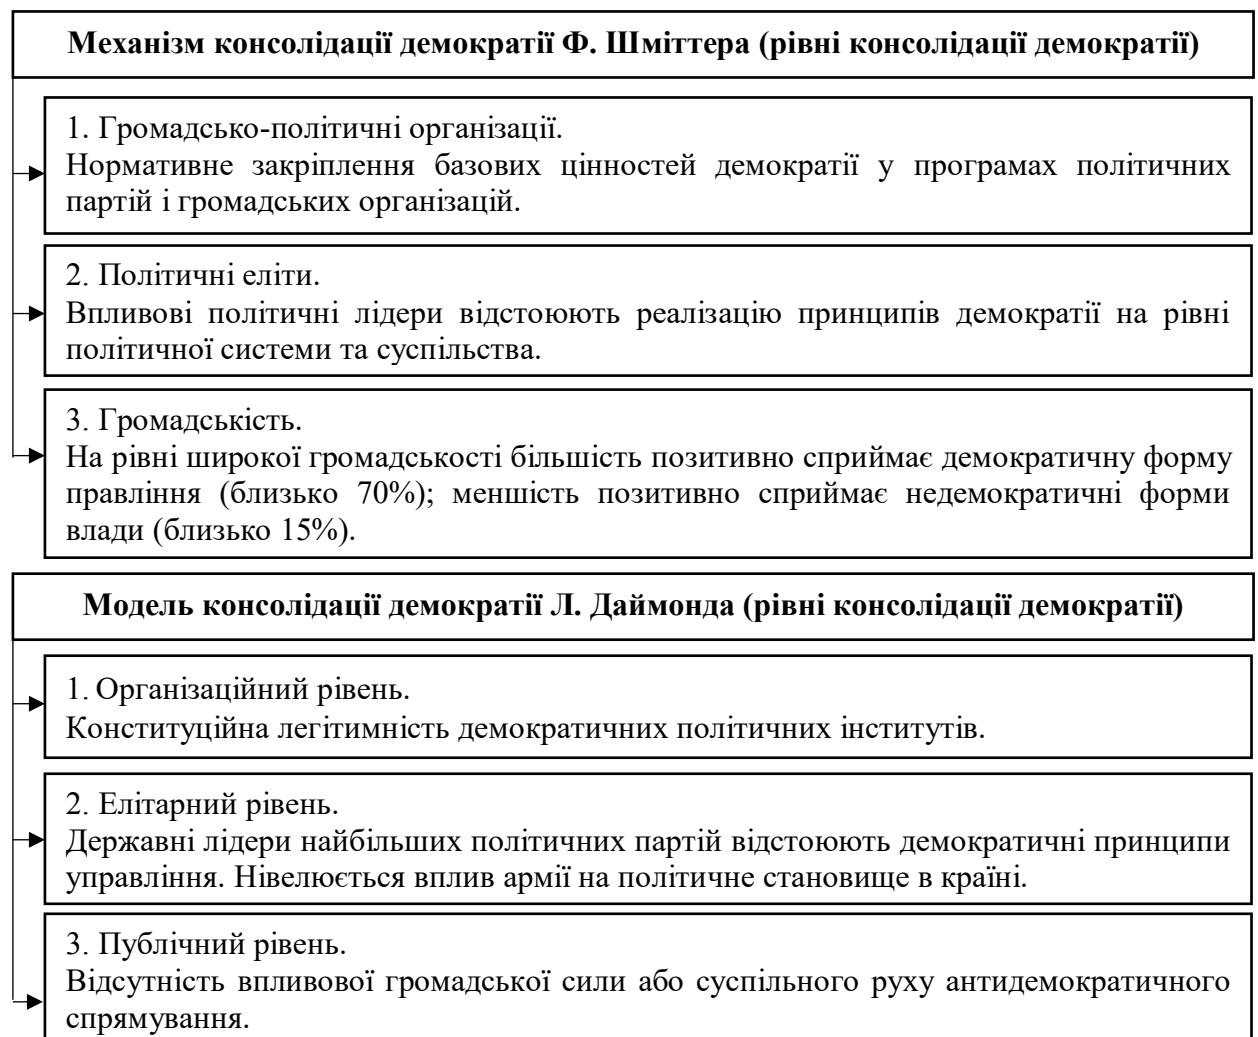 Механізм консолідації демократії Ф. Шміттера (рівні консолідації демократії)
1. Громадсько-політичні організації.
Нормативне закріплення базових цінностей демократії у програмах політичних
партій і громадських організацій.
2. Політичні еліти.
Впливові політичні лідери відстоюють реалізацію принципів демократії на рівні
політичної системи та суспільства.
3. Громадськість.
На рівні широкої громадськості більшість позитивно сприймає демократичну форму
правління (близько 70%); меншість позитивно сприймає недемократичні форми
влади (близько 15%).
Модель консолідації демократії Л. Даймонда (рівні консолідації демократії)
1. Організаційний рівень.
Конституційна легітимність демократичних політичних інститутів.
2. Елітарний рівень.
Державні лідери найбільших політичних партій відстоюють демократичні принципи
управління. Нівелюється вплив армії на політичне становище в країні.
3. Публічний рівень.
Відсутність впливової громадської сили або суспільного руху антидемократичного
спрямування.